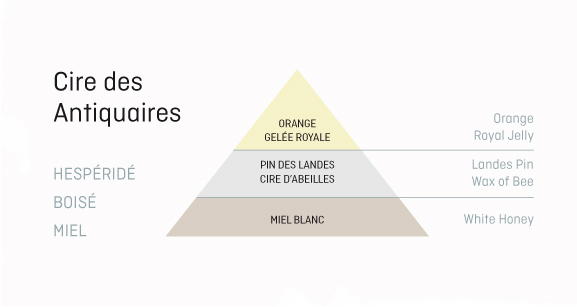 Cire des
Antiquaires
HESPÉRIDÉ
BOISÉ
MIEL
ORANGE
GELÉE ROYALE
PIN DES LANDES
CIRE D'ABEILLES
MIEL BLANC
Orange
Royal Jelly
Landes Pin
Wax of Bee
White Honey